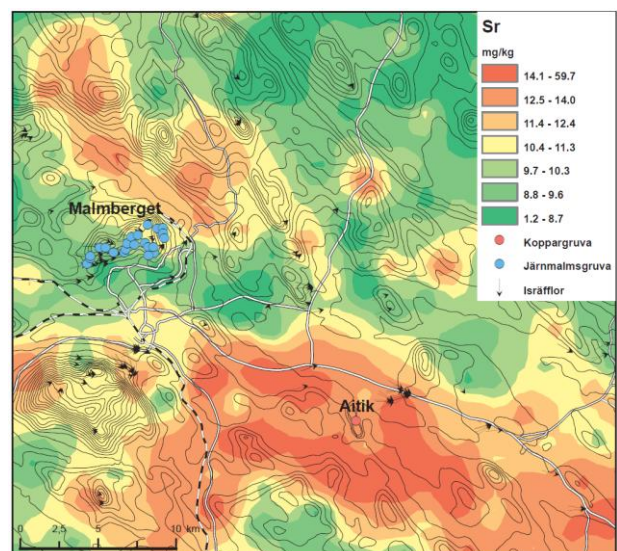 Sr
mg/kg
14.1 - 59.7
12.5 - 14.0
11.4 - 12.4
10.4 - 11.3
9.7 - 10.3
8.8 - 9.6
1.2 - 8.7
Koppargruva
Järnmalmsgruva
Isräfflor
Malmberget
Aitik
0 2,5 5 10 km